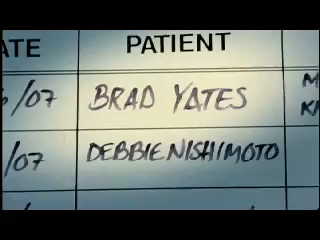 ATE PATIENT
/07 BRAD YATES M
/07 DEBBIE NISHIMOTO